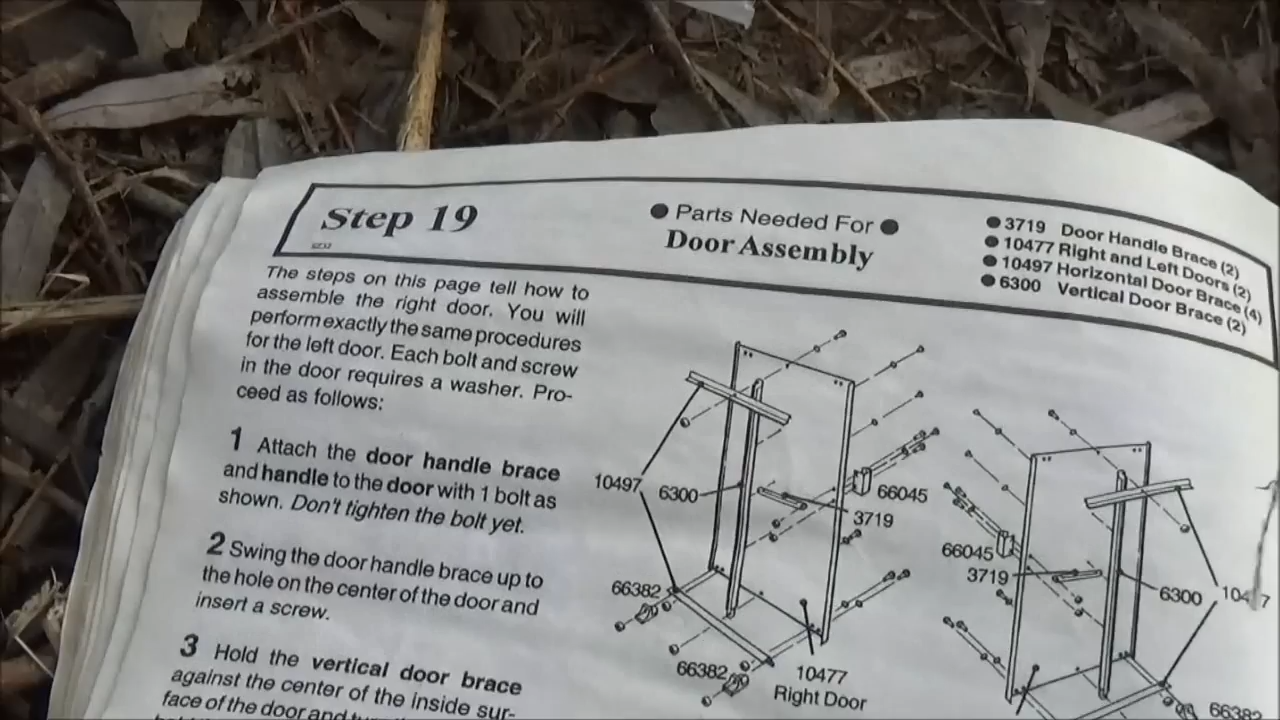 Step 19
Parts Needed For
Door Assembly
3719 Door Handle Brace (2)
10477 Right and Left Doors (2)
10497 Horizontal Door Brace (4)
6300 Vertical Door Brace (2)
The steps on this page tell how to
assemble the right door. You will
perform exactly the same procedures
for the left door. Each bolt and screw
in the door requires a washer. Pro-
ceed as follows:
1 Attach the door handle brace
and handle to the door with 1 bolt as
shown. Don't tighten the bolt yet.
2 Swing the door handle brace up to
the hole on the center of the door and
insert a screw.
3 Hold the vertical door brace
against the center of the inside sur-
face of the door and
10497
6300
66045
3719
66382
66382
10477
Right Door
66045
3719
6300
66382